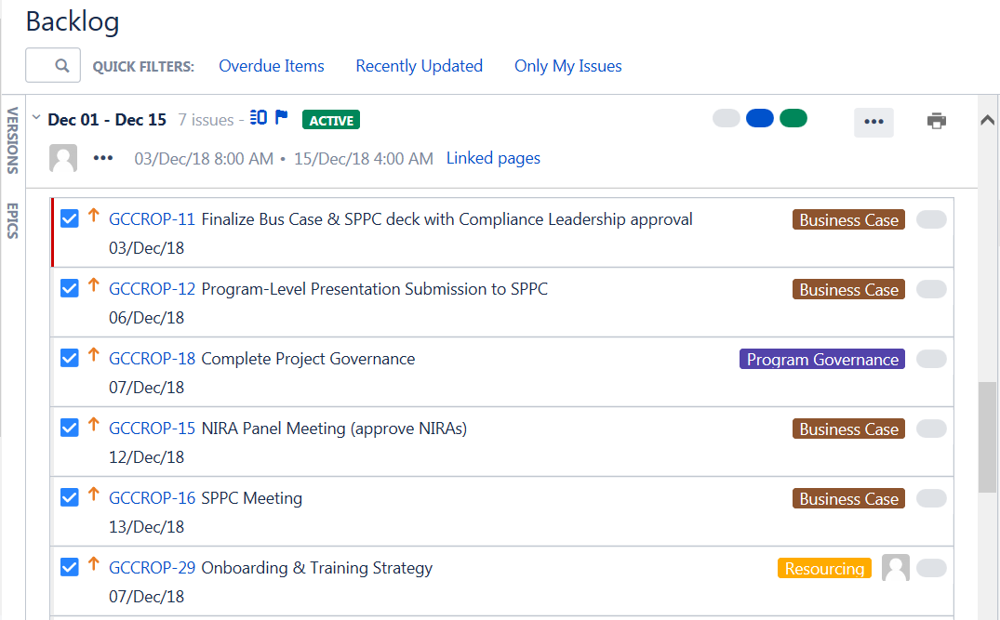 Backlog
QUICK FILTERS: Overdue Items Recently Updated Only My Issues
VERSIONS
EPICS
Dec 01 - Dec 15 7 issues - ACTIVE
03/Dec/18 8:00 AM • 15/Dec/18 4:00 AM Linked pages
GCCROP-11 Finalize Bus Case & SPPC deck with Compliance Leadership approval Business Case
03/Dec/18
GCCROP-12 Program-Level Presentation Submission to SPPC Business Case
06/Dec/18
GCCROP-18 Complete Project Governance Program Governance
07/Dec/18
GCCROP-15 NIRA Panel Meeting (approve NIRAs) Business Case
12/Dec/18
GCCROP-16 SPPC Meeting Business Case
13/Dec/18
GCCROP-29 Onboarding & Training Strategy Resourcing
07/Dec/18